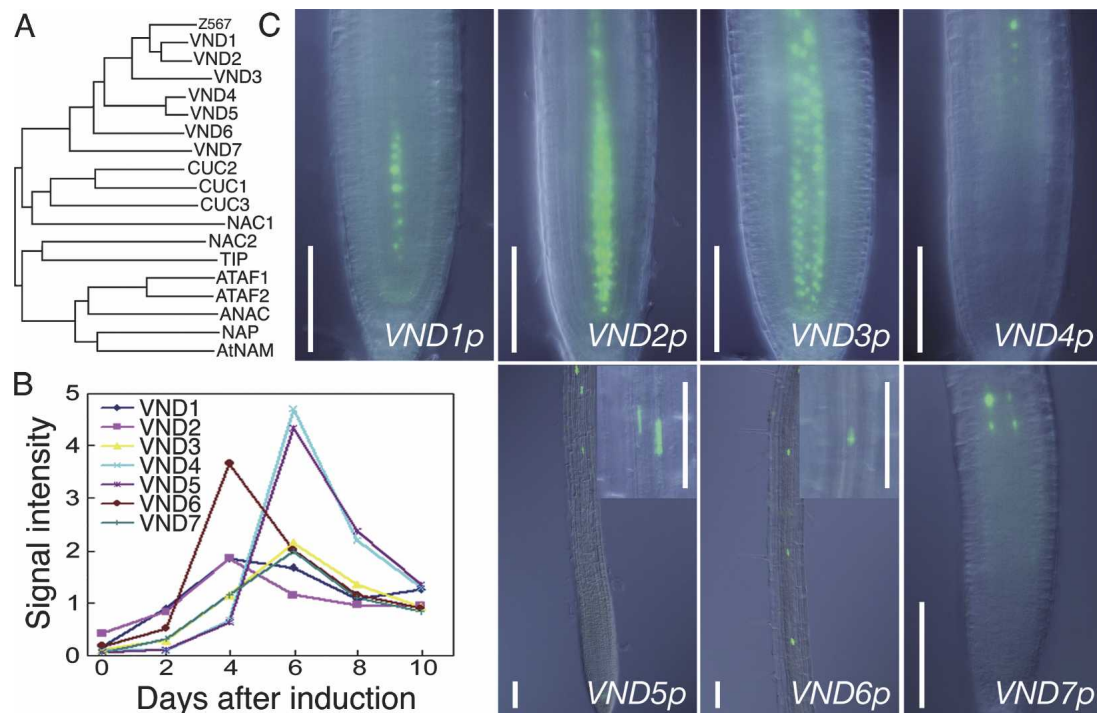 A
Z567
VND1
VND2
VND3
VND4
VND5
VND6
VND7
CUC2
CUC1
CUC3
NAC1
NAC2
TIP
ATAF1
ATAF2
ANAC
NAP
AtNAM
B
5
4
3
2
1
0
Signal intensity
VND1
VND2
VND3
VND4
VND5
VND6
VND7
0 2 4 6 8 10
Days after induction
C
VND1p
VND2p
VND3p
VND4p
VND5p
VND6p
VND7p